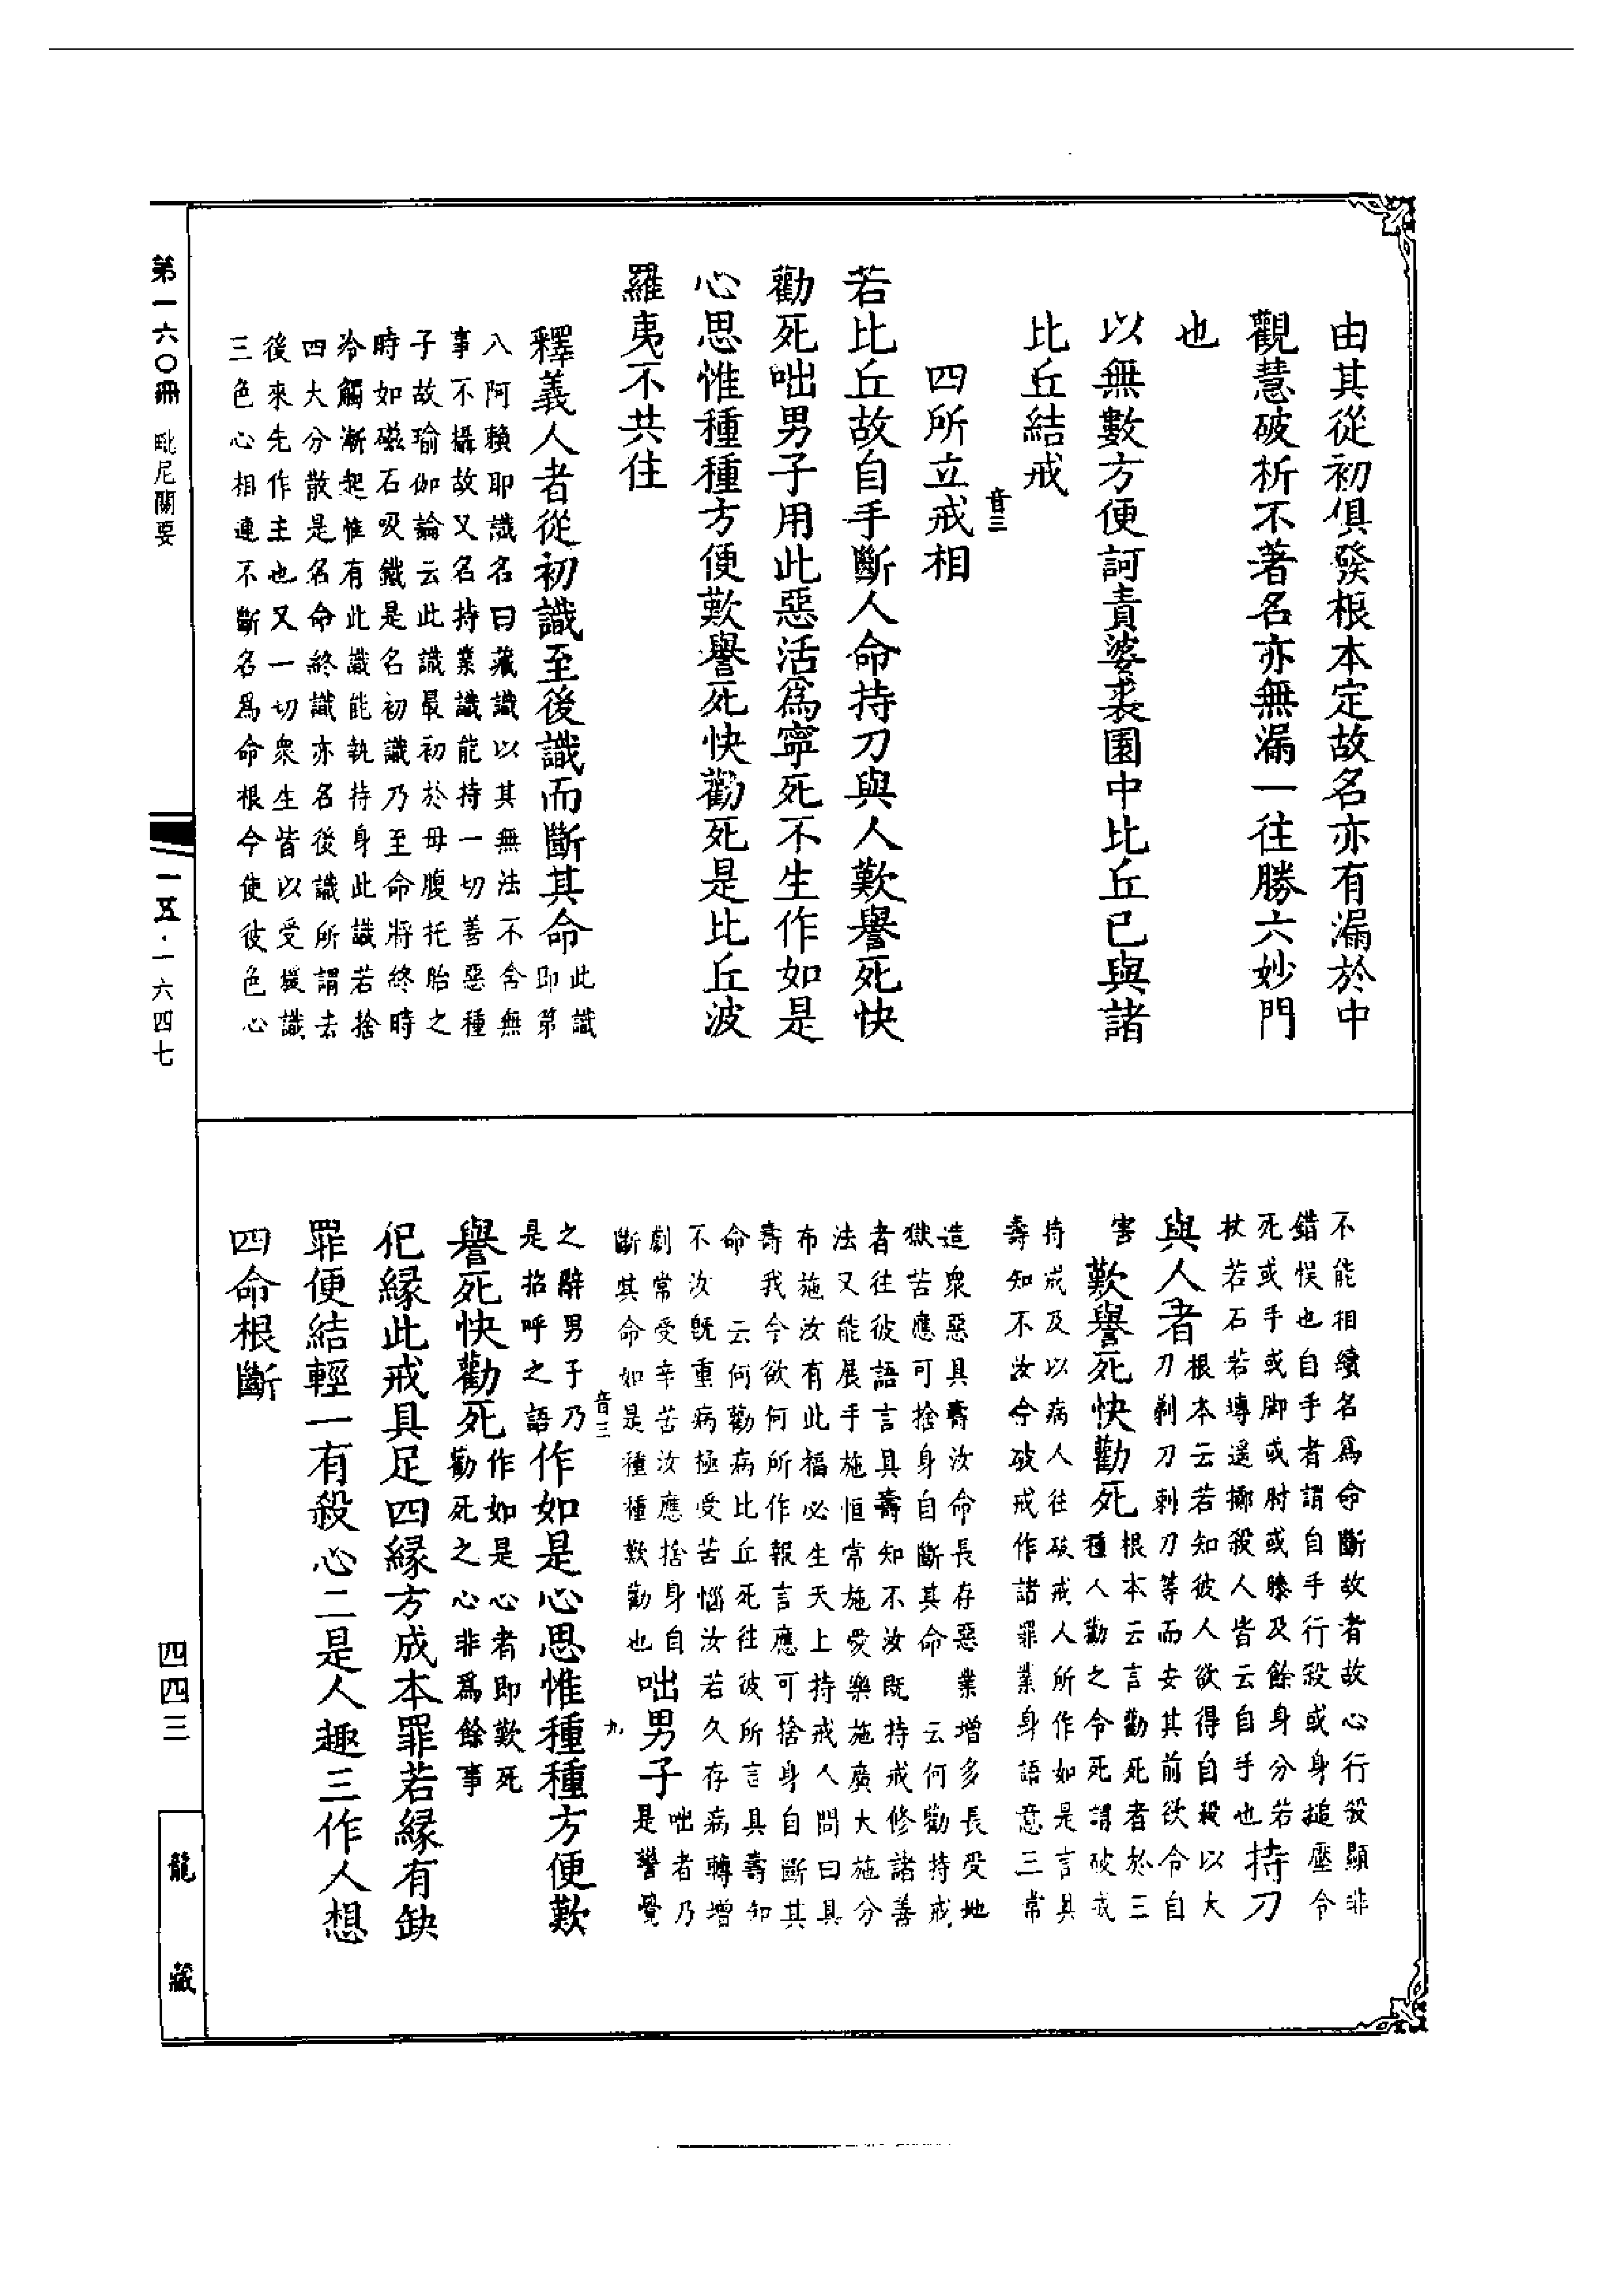 由其從初俱發根本定故名亦有漏於中
觀慧破析不著名亦無漏一往勝六妙門
也
以無數方便訶責婆裘園中比丘已與諸
比丘結戒
音三
四所立戒相
若比丘故自手斷人命持刀與人歎譽死快
勸死咄男子用此惡活為寧死不生作如是
心思惟種種方便歎譽死快勸死是比丘波
羅夷不共住
釋義人者從初識至後識而斷其命此識
即第
八阿賴耶識名曰藏識以其無法不含無
事不攝故又名持業識能持一切善惡種
子故瑜伽論云此識最初於母腹托胎之
時如磁石吸鐵是名初識乃至命將終時
冷觸漸起惟有此識能執持身此識若捨
四大分散是名命終識亦名後識所謂去
後來先作主也又一切眾生皆以受煖識
三色心相連不斷名為命根今使彼色心
不能相續名為命斷故者故心行殺顯非
錯悞也自手者謂自手行殺或身搥壓令
死或手或脚或肘或膝及餘身分若
杖若石若塼遥擲殺人皆云自手也持刀
與人者根本云若知彼人欲得自殺以大
刀剃刀刺刀等而安其前欲令自
害歎譽死快勸死根本云言勸死者於三
種人勸之令死謂破戒
持戒及以病人往破戒人所作如是言具
壽知不汝今破戒作諸罪業身語意三常
造眾惡具壽汝命長存惡業增多長受地
獄苦應可捨身自斷其命云何勸持戒
者往彼語言具壽知不汝既持戒修諸善
法又能展手施恒常施愛樂施廣大施分
布施汝有此福必生天上持戒人問曰具
壽我今欲何所作報言應可捨身自斷其
命云何勸病比丘死往彼所言具壽知
不汝既重病極受苦惱汝若久存病轉增
劇常受辛苦汝應捨身自
斷其命如是種種歎勸也咄男子咄者乃
是警覺
之辭男子乃
是招呼之語作如是心思惟種種方便歎
音三
九
譽死快勸死作如是心者即歎死
勸死之心非為餘事
犯緣此戒具足四緣方成本罪若緣有缺
罪便結輕一有殺心二是人趣三作人想
四命根斷
第一六〇冊
毗尼關要
一五·一六四七
四四三
龍藏